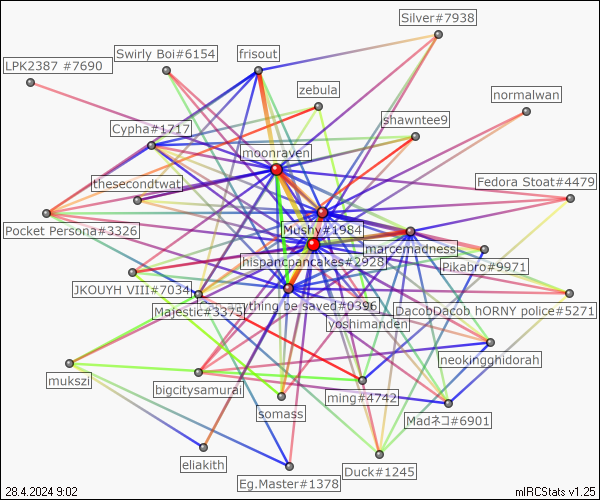 Silver#7938
Swirly Boi#6154
frisout
LPK2387 #7690
zebula
normalwan
shawntee9
Cypha#1717
moonraven
thesecondtwat
Fedora Stoat#4479
Pocket Persona#3326
Mushy#1984
marcemadness
hispancpancakes#2928
Pikabro#9971
JKOUYH VIII#7034
anything be saved#0396
Majestic#3375
DacobDacob hORNY police#5271
yoshimanden
neokingghidorah
mukszi
bigcitysamurai
ming#4742
somass
Madネコ#6901
eliakith
Duck#1245
Eg.Master#1378
28.4.2024 9:02
mIRCStats v1.25